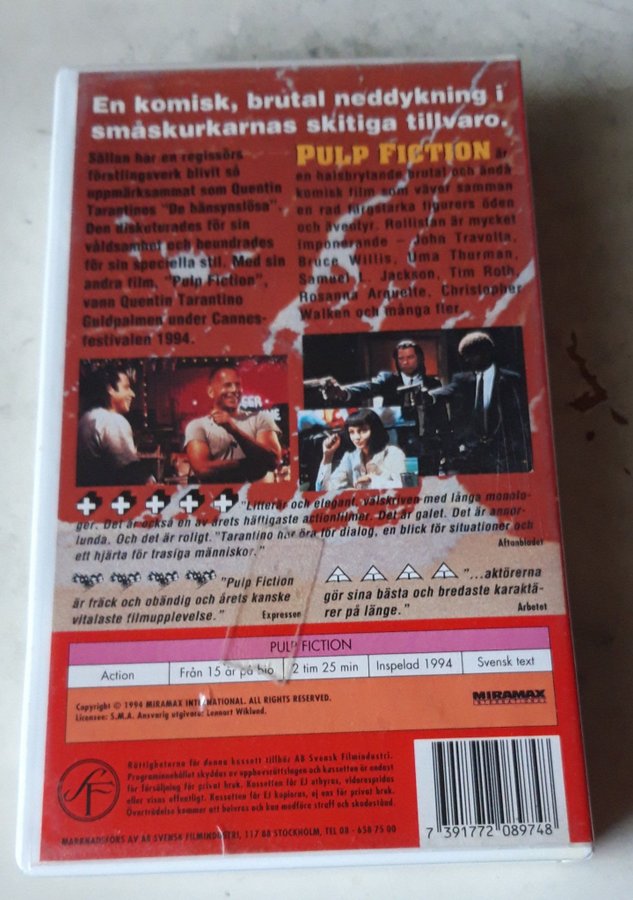 En komisk, brutal neddykning i
småskurkarnas skitiga tillvaro.
Sällan har en regissörs
förstlingsverk blivit så
uppmärksammat som Quentin
Tarantinos "De hänsynslösa".
Den diskuterades för sin
våldsamhet och beundrades
för sin speciella stil. Med sin
andra film, "Pulp Fiction",
vann Quentin Tarantino
Guldpalmen under Cannes-
festivalen 1994.
PULP FICTION är
en halsbrytande, brutal och ändå
komisk film som väver samman
en rad färgstarka figurers öden
och äventyr. Rollistan är mycket
imponerande – John Travolta,
Bruce Willis, Uma Thurman,
Samuel L. Jackson, Tim Roth,
Rosanna Arquette, Christopher
Walken och många fler.
"Litterär och elegant, välskriven med långa monolo-
ger. Det är också en av årets häftigaste actionfilmer. Det är galet. Det är annor-
lunda. Och det är roligt. "Tarantino har öra för dialog, en blick för situationer och
ett hjärta för trasiga människor."
Aftonbladet
"Pulp Fiction
är fräck och obändig och årets kanske
vitalaste filmupplevelse."
Expressen
"...aktörerna
gör sina bästa och bredaste karaktä-
rer på länge."
Arbetet
PULP FICTION
Action
Från 15 år på bio
2 tim 25 min
Inspelad 1994
Svensk text
Copyright © 1994 MIRAMAX INTERNATIONAL. ALL RIGHTS RESERVED.
Licensee: S.M.A. Ansvarig utgivare: Lennart Wiklund.
MIRAMAX
INTERNATIONAL
SF
Rättigheterna för denna kassett tillhör AB Svensk Filmindustri.
Programinnehållet skyddas av upphovsrättslagen och kassetten är endast
för försäljning för privat bruk. Kassetten får EJ uthyras, vidarespridas
eller visas offentligt. Kassetten får EJ kopieras, ej ens för privat bruk.
Överträdelse kommer att beivras och kan medföra straff och skadestånd.
MARKNADSFÖRS AV AB SVENSK FILMINDUSTRI, 117 88 STOCKHOLM, TEL 08 - 658 75 00
7 391772 089748